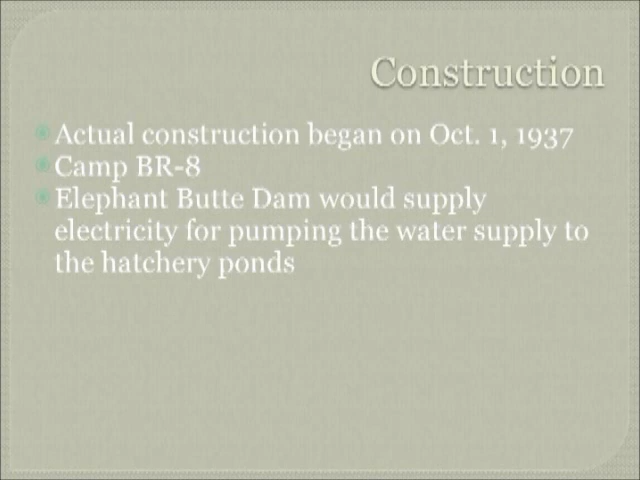 Construction
Actual construction began on Oct. 1, 1937
Camp BR-8
Elephant Butte Dam would supply
electricity for pumping the water supply to
the hatchery ponds